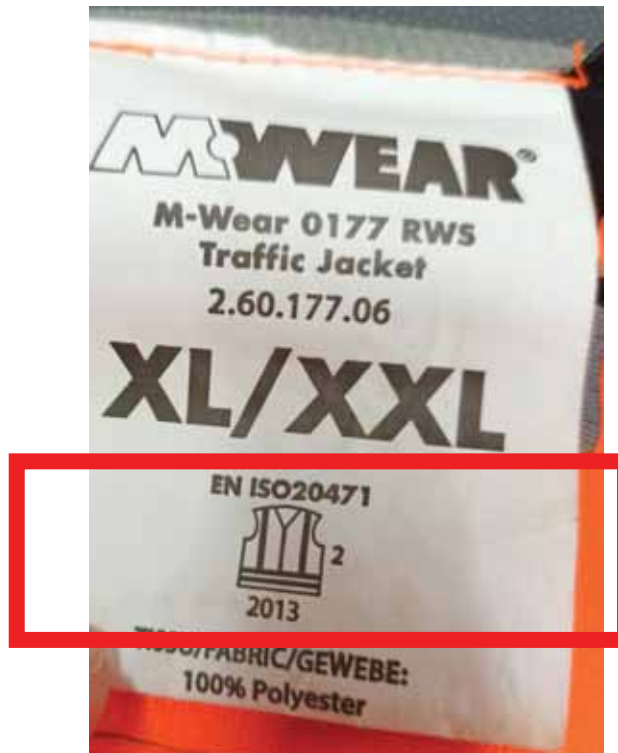 M-WEAR®
M-Wear 0177 RWS
Traffic Jacket
2.60.177.06
XL/XXL
EN ISO20471
2
2013
TISSU/FABRIC/GEWEBE:
100% Polyester